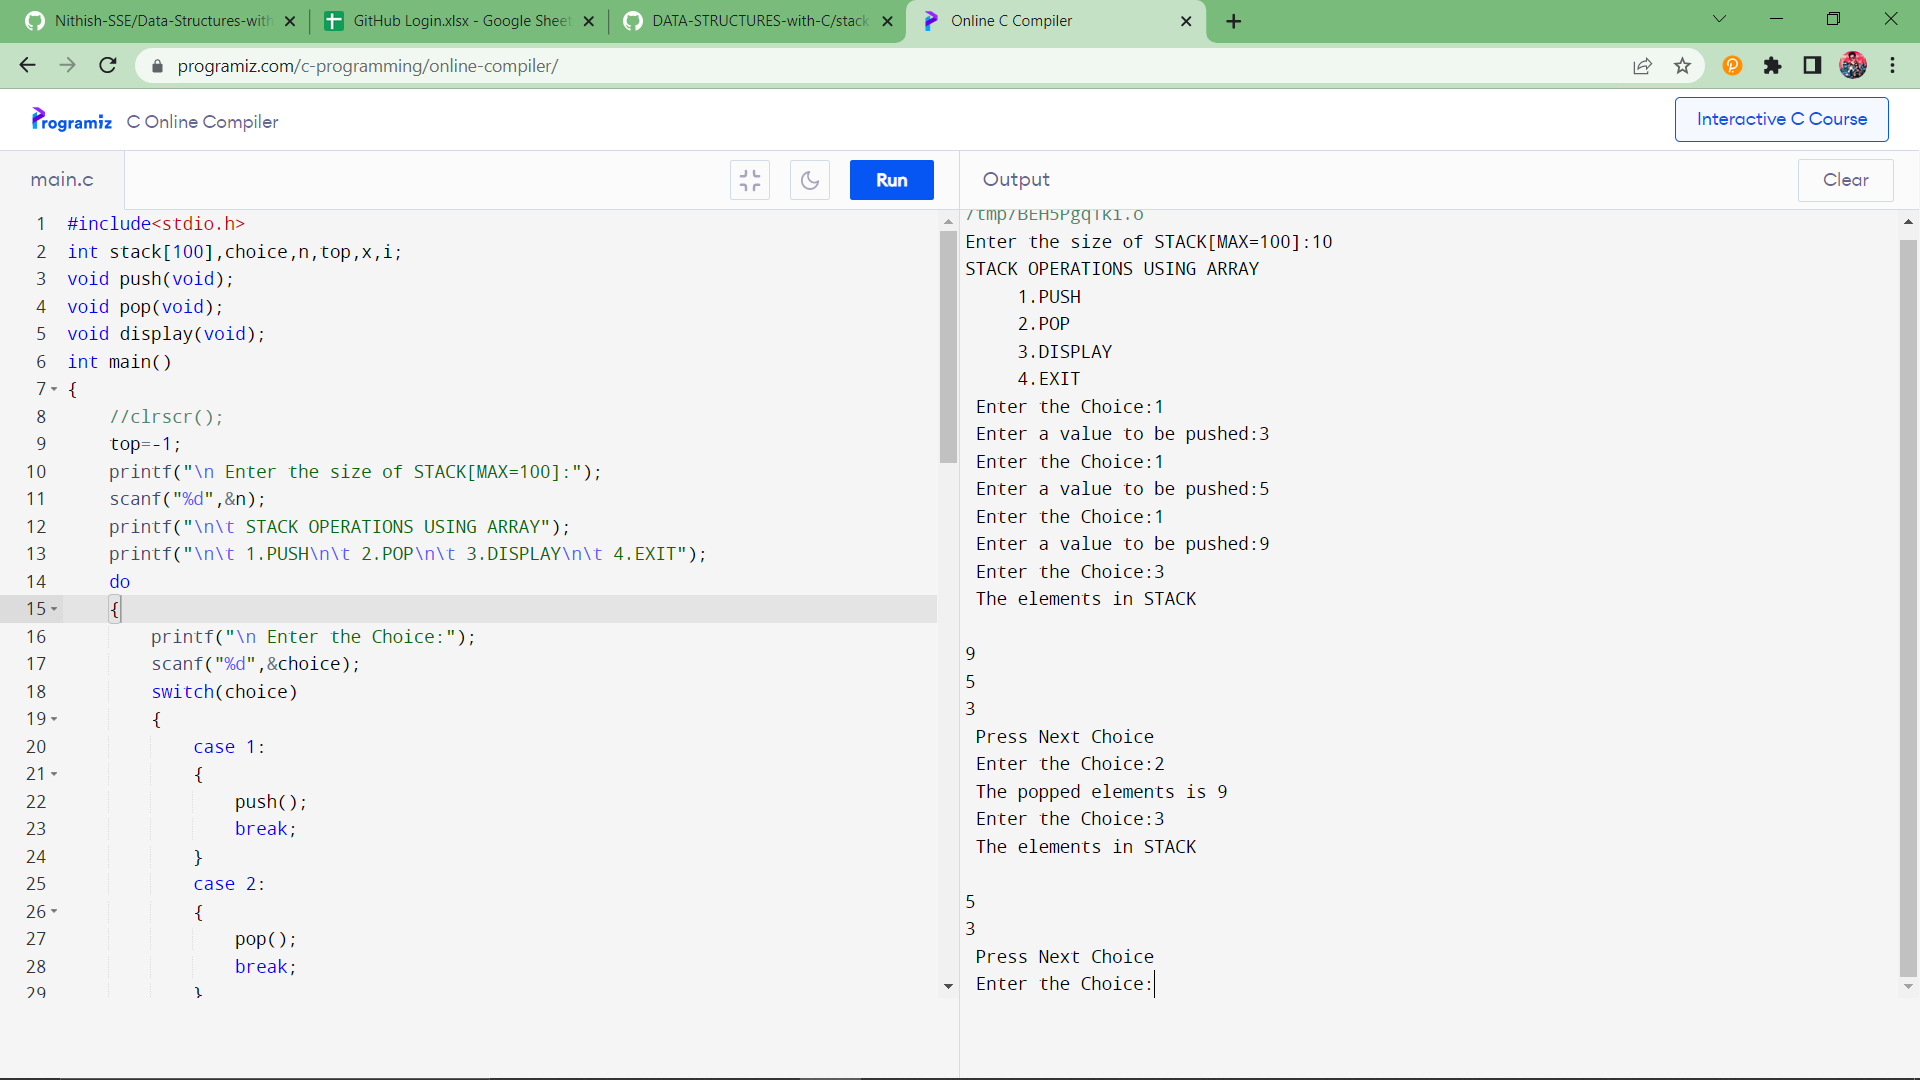 Nithish-SSE/Data-Structures-with
GitHub Login.xlsx - Google Sheet
DATA-STRUCTURES-with-C/stack
Online C Compiler
programiz.com/c-programming/online-compiler/
Programiz C Online Compiler
Interactive C Course
main.c
Run
Output
Clear
1 #include<stdio.h>
2 int stack[100],choice,n,top,x,i;
3 void push(void);
4 void pop(void);
5 void display(void);
6 int main()
7 {
8 //clrscr();
9 top=-1;
10 printf("\n Enter the size of STACK[MAX=100]:");
11 scanf("%d",&n);
12 printf("\n\t STACK OPERATIONS USING ARRAY");
13 printf("\n\t 1.PUSH\n\t 2.POP\n\t 3.DISPLAY\n\t 4.EXIT");
14 do
15 {
16 printf("\n Enter the Choice:");
17 scanf("%d",&choice);
18 switch(choice)
19 {
20 case 1:
21 {
22 push();
23 break;
24 }
25 case 2:
26 {
27 pop();
28 break;
29 }
Enter the size of STACK[MAX=100]:10
STACK OPERATIONS USING ARRAY
1.PUSH
2.POP
3.DISPLAY
4.EXIT
Enter the Choice:1
Enter a value to be pushed:3
Enter the Choice:1
Enter a value to be pushed:5
Enter the Choice:1
Enter a value to be pushed:9
Enter the Choice:3
The elements in STACK
9
5
3
Press Next Choice
Enter the Choice:2
The popped elements is 9
Enter the Choice:3
The elements in STACK
5
3
Press Next Choice
Enter the Choice: